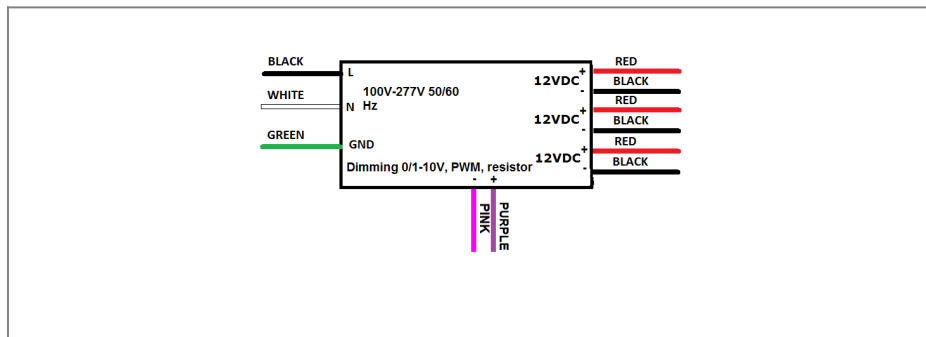 BLACK
L
WHITE
N
GREEN
GND
100V-277V 50/60
Hz
Dimming 0/1-10V, PWM, resistor
- +
PINK
PURPLE
12VDC
+
-
RED
BLACK
12VDC
+
-
RED
BLACK
12VDC
+
-
RED
BLACK